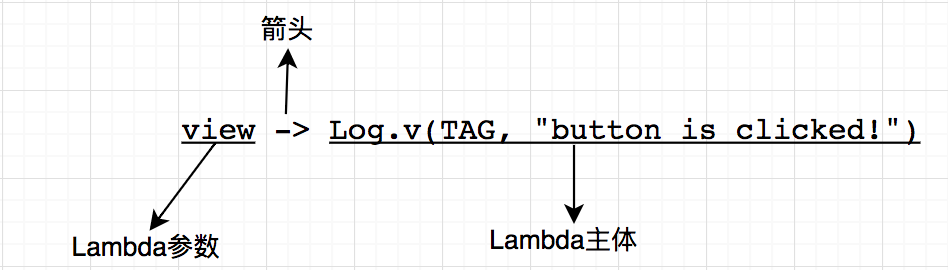 箭头
view -> Log.v(TAG, "button is clicked!")
Lambda参数
Lambda主体